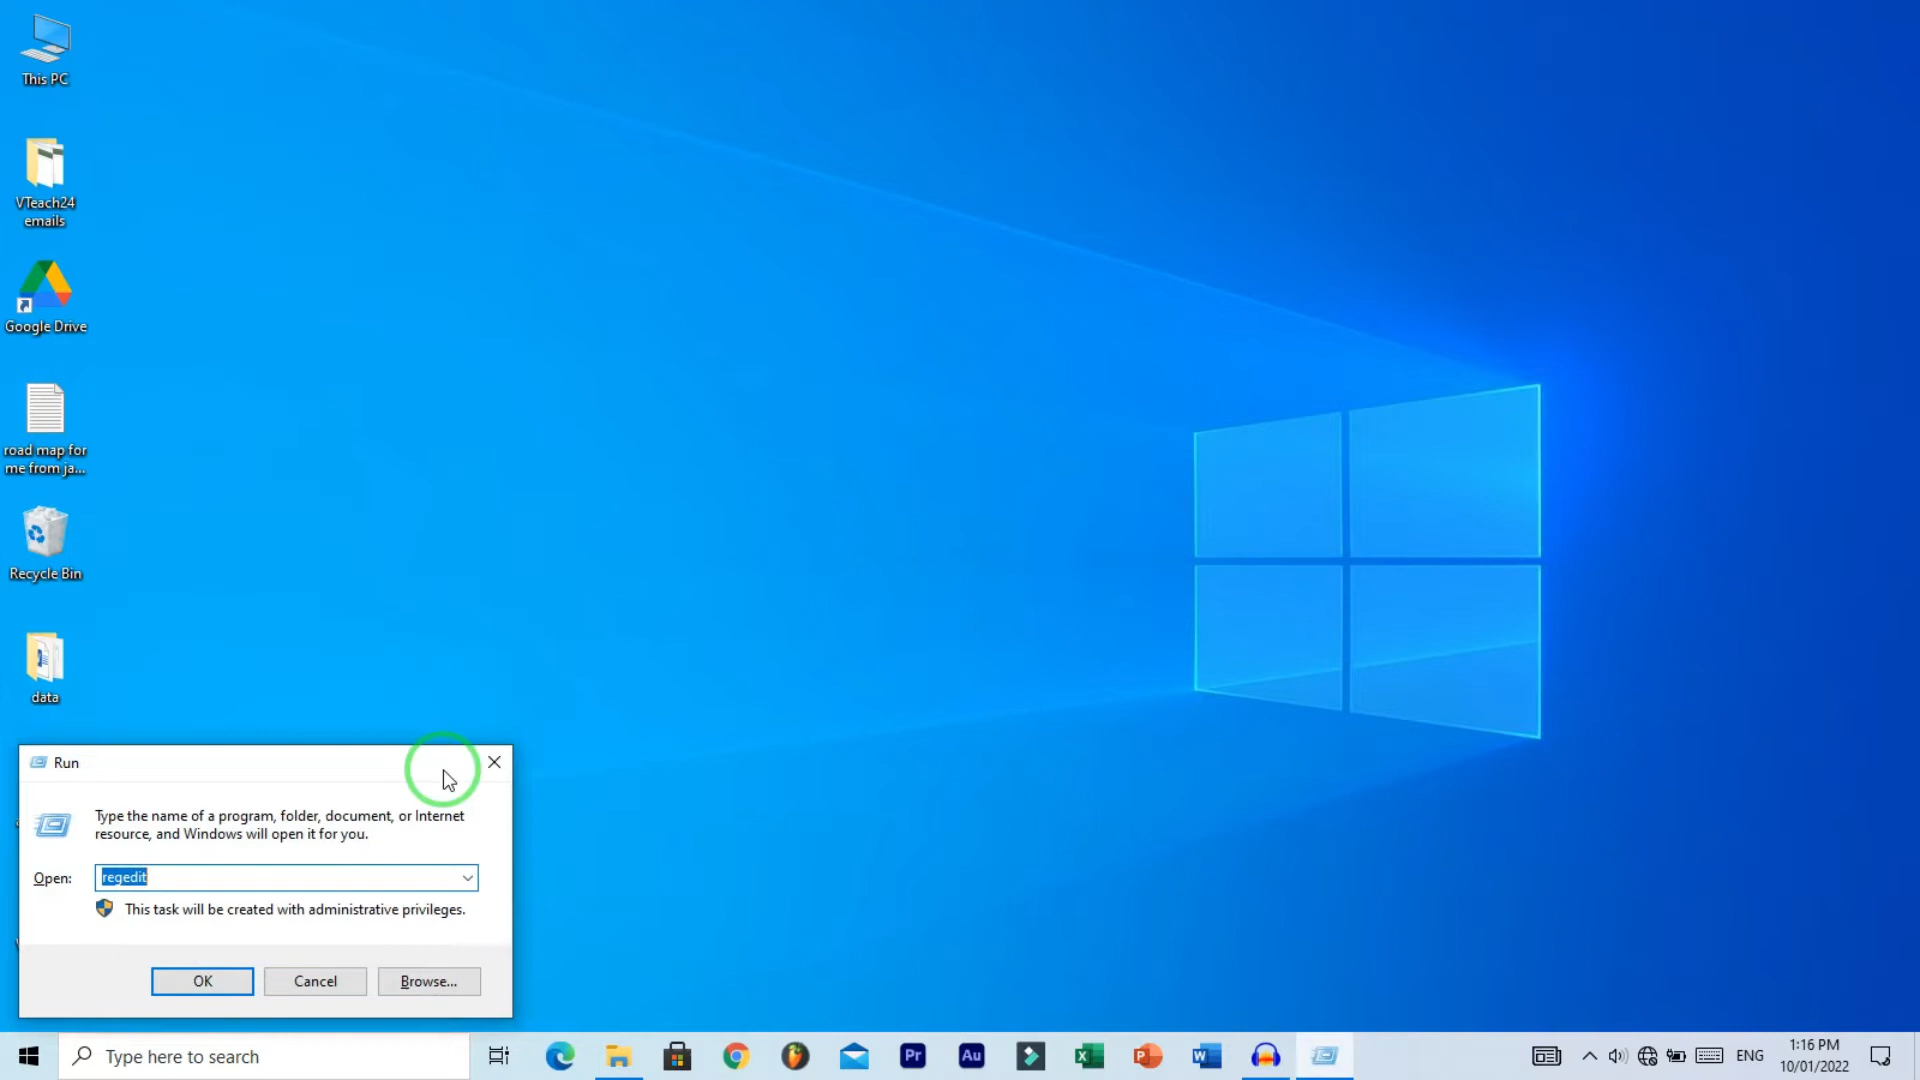 This PC
VTeach24
emails
Google Drive
road map for
me from ja...
Recycle Bin
data
Run
Type the name of a program, folder, document, or Internet
resource, and Windows will open it for you.
Open:
regedit
This task will be created with administrative privileges.
OK
Cancel
Browse...
Type here to search
Pr
Au
ENG
1:16 PM
10/01/2022